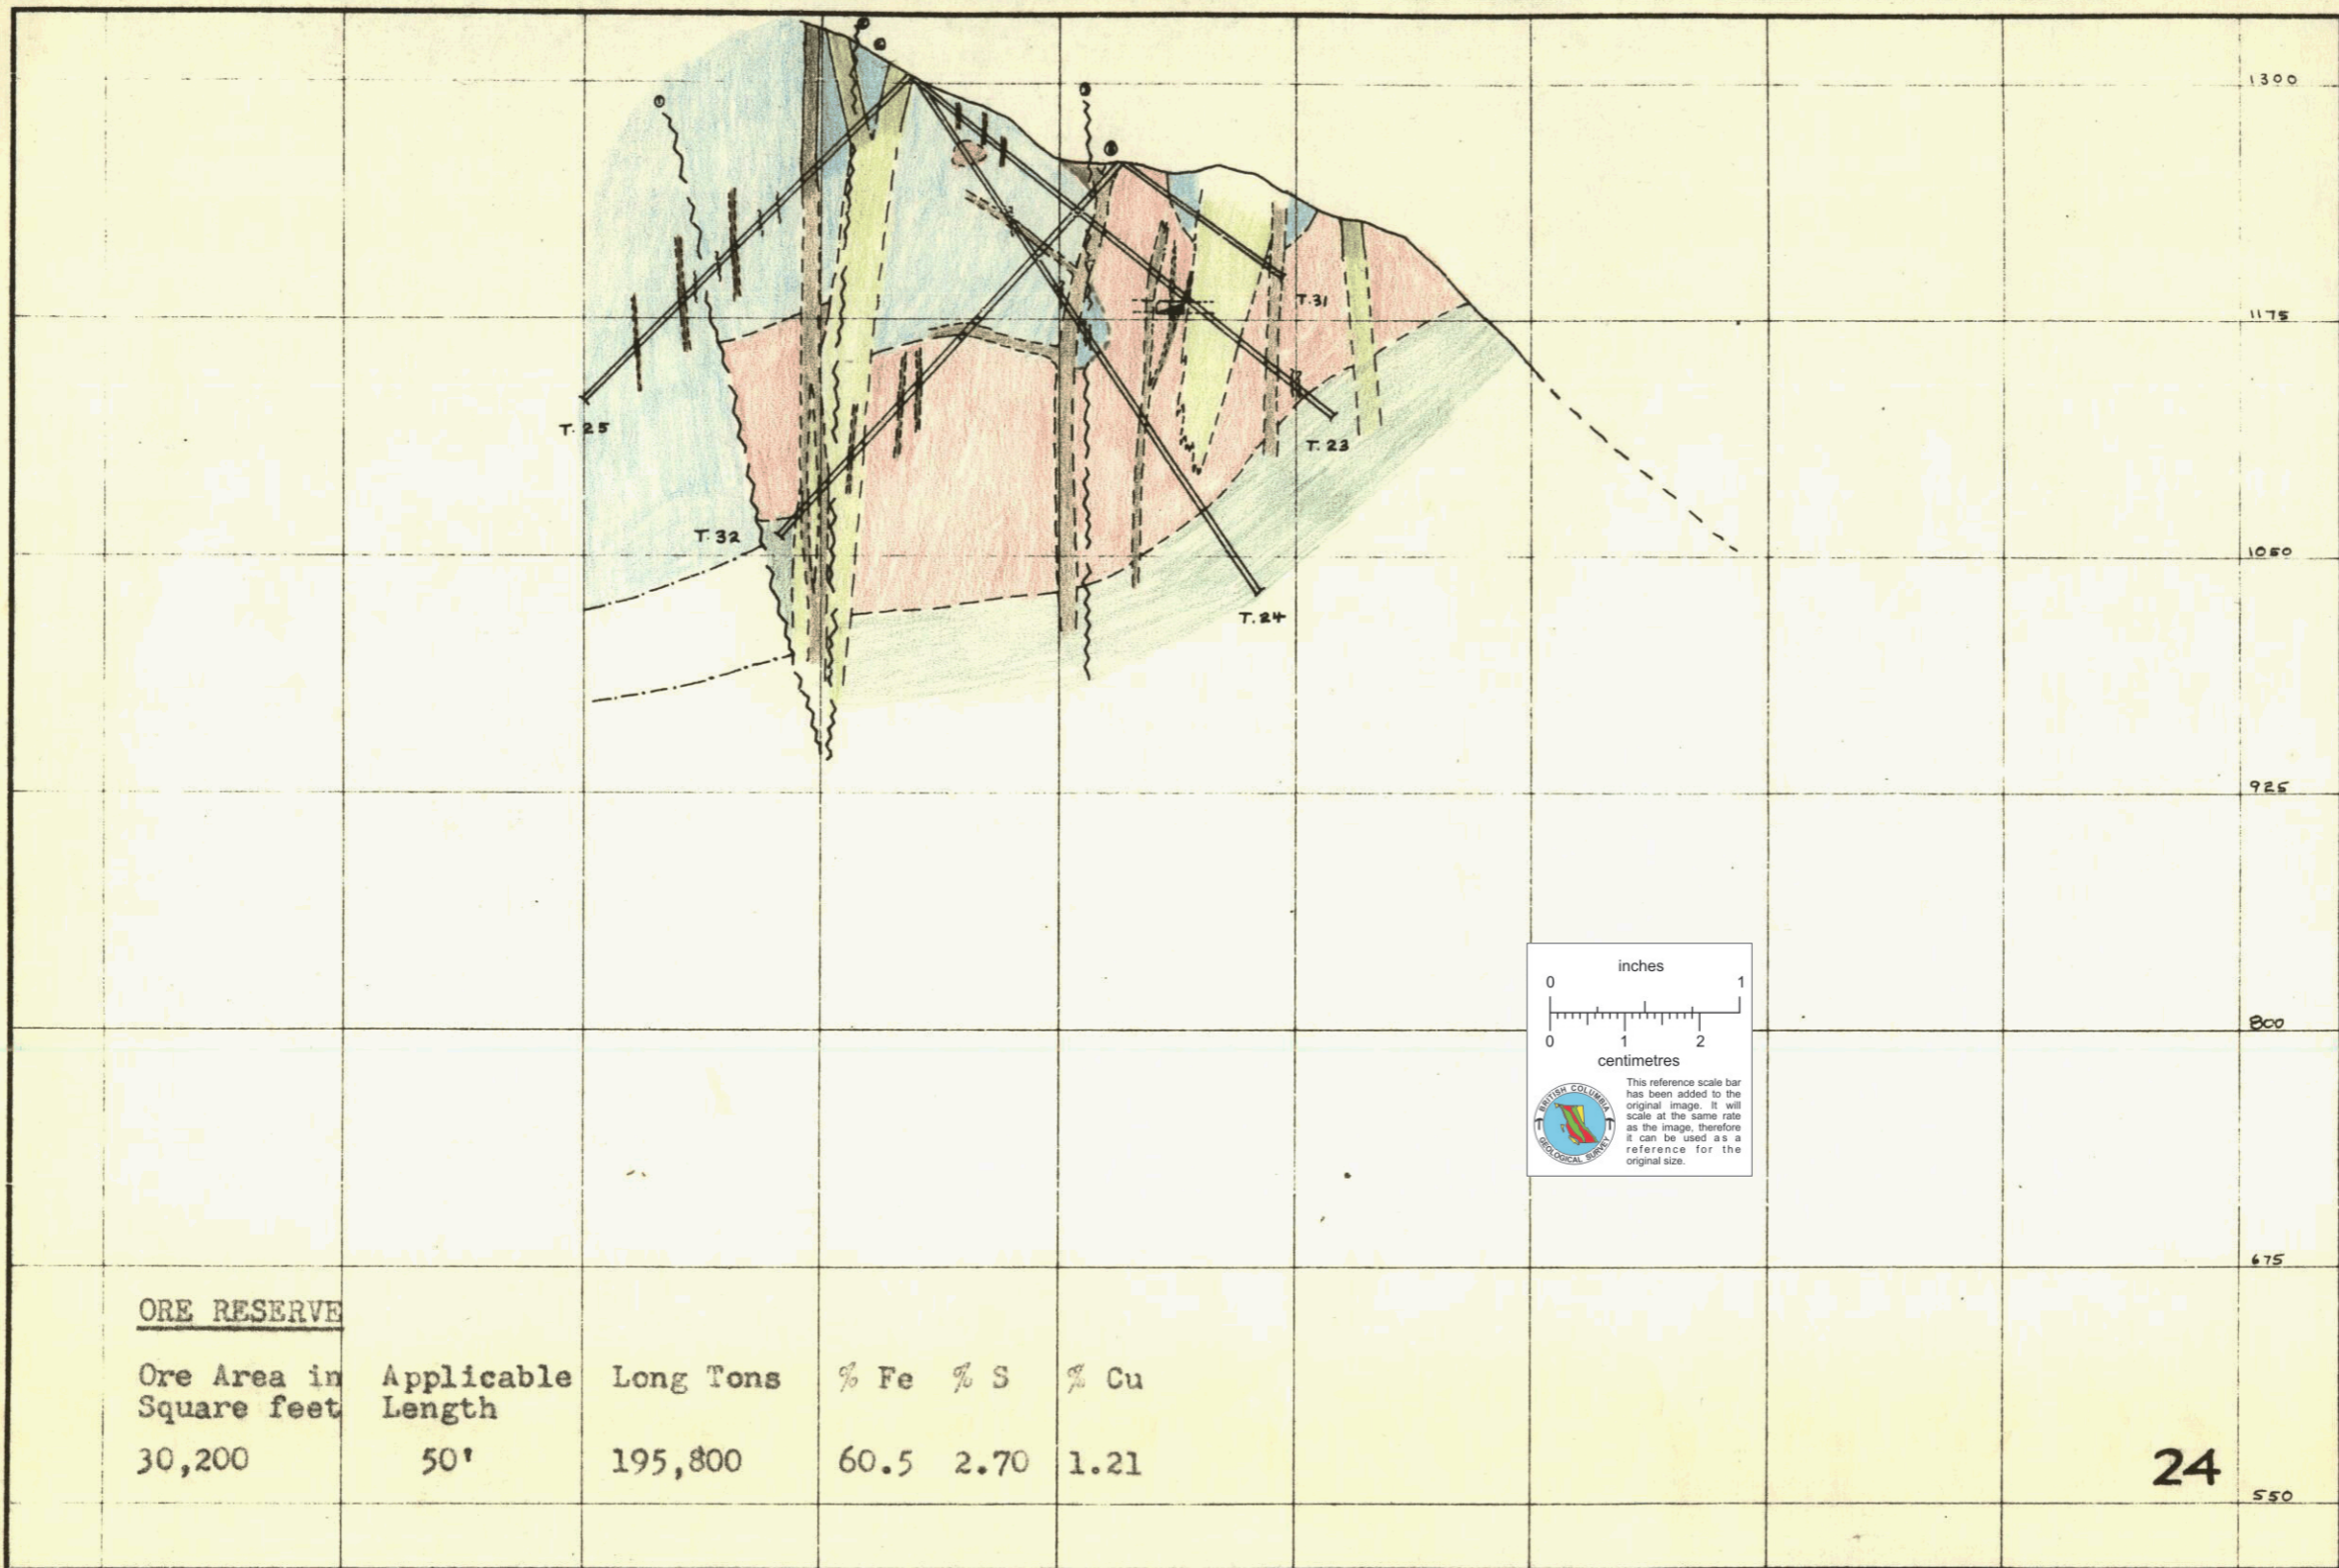 1300
T.31
1175
T.25
T.23
T.32
1050
T.24
925
inches
0 1
800
0 1 2
centimetres
This reference scale bar
has been added to the
original image. It will
scale at the same rate
as the image, therefore
it can be used as a
reference for the
original size.
BRITISH COLUMBIA
GEOLOGICAL SURVEY
675
ORE RESERVE
Ore Area in Applicable Long Tons % Fe % S % Cu
Square feet Length
30,200 50' 195,800 60.5 2.70 1.21
24
550